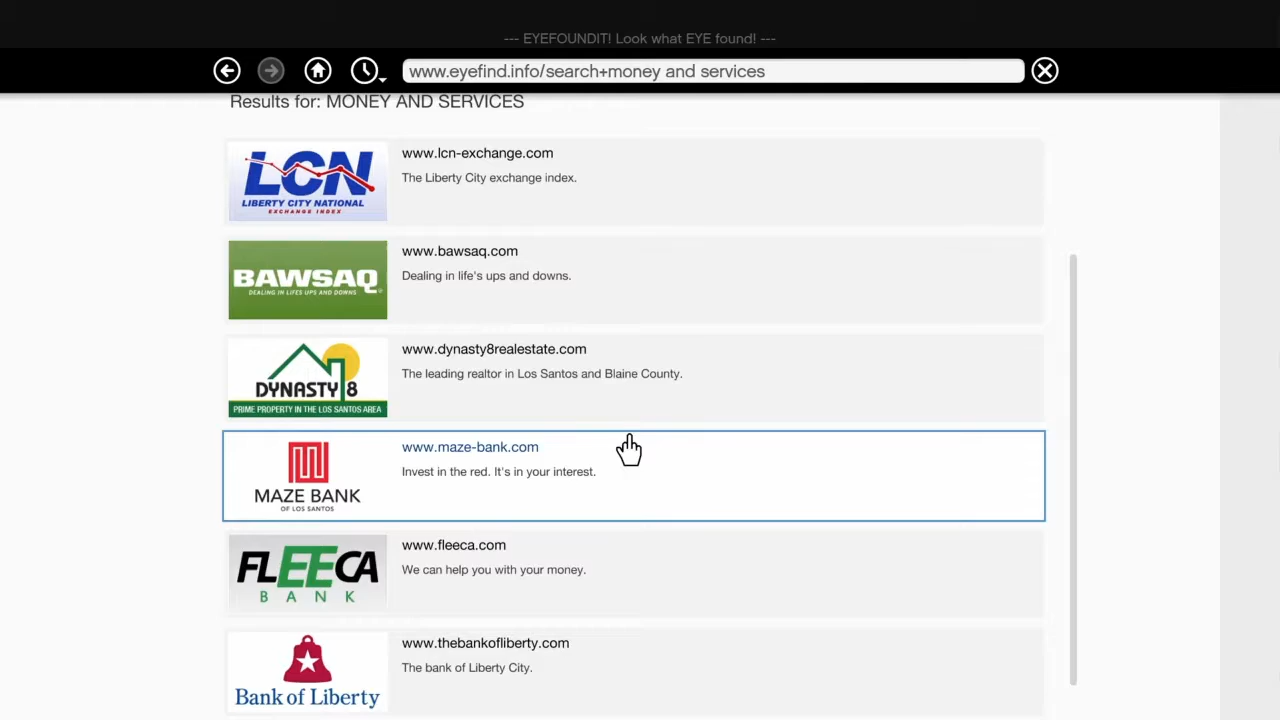 --- EYEFOUNDIT! Look what EYE found! ---
www.eyefind.info/search+money and services
Results for: MONEY AND SERVICES
LCN
LIBERTY CITY NATIONAL
EXCHANGE INDEX
www.lcn-exchange.com
The Liberty City exchange index.
BAWSAQ
DEALING IN LIFE'S UPS AND DOWNS
www.bawsaq.com
Dealing in life's ups and downs.
DYNASTY 8
PRIME PROPERTY IN THE LOS SANTOS AREA
www.dynasty8realestate.com
The leading realtor in Los Santos and Blaine County.
MAZE BANK
OF LOS SANTOS
www.maze-bank.com
Invest in the red. It's in your interest.
FLEECA
BANK
www.fleeca.com
We can help you with your money.
Bank of Liberty
www.thebankofliberty.com
The bank of Liberty City.